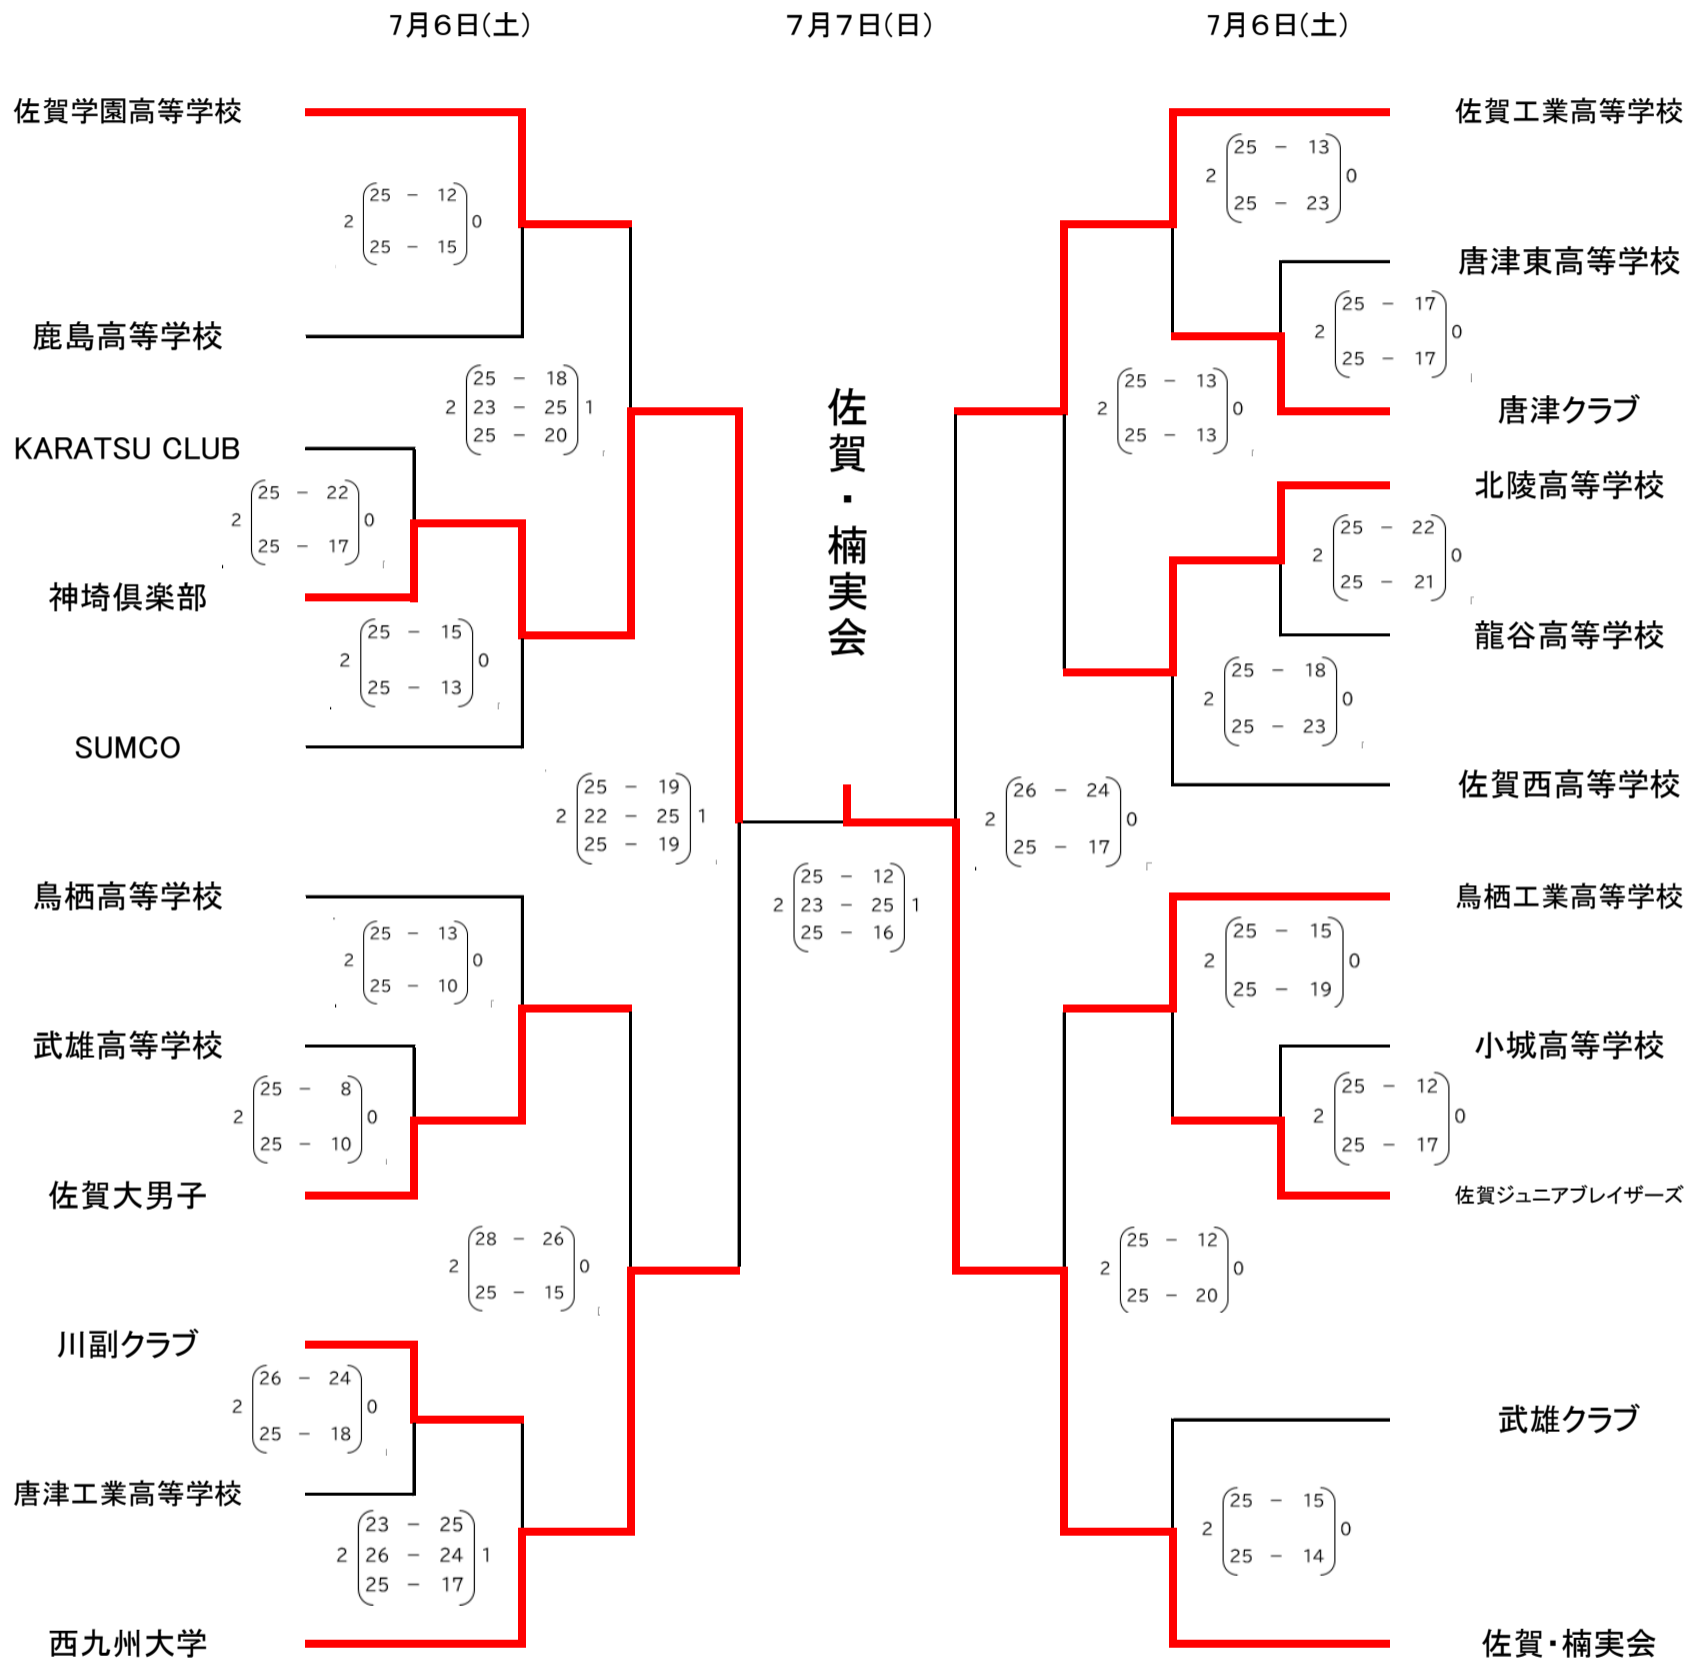 7月6日(土)
7月7日(日)
7月6日(土)
佐賀学園高等学校
25 － 12
2 0
25 － 15
鹿島高等学校
25 － 18
2 23 － 25 1
25 － 20
KARATSU CLUB
25 － 22
2 0
25 － 17
神埼倶楽部
25 － 15
2 0
25 － 13
SUMCO
25 － 19
2 22 － 25 1
25 － 19
鳥栖高等学校
25 － 13
2 0
25 － 10
武雄高等学校
25 － 8
2 0
25 － 10
佐賀大男子
28 － 26
2 0
25 － 15
川副クラブ
26 － 24
2 0
25 － 18
唐津工業高等学校
23 － 25
2 26 － 24 1
25 － 17
西九州大学
佐賀・楠実会
25 － 12
2 23 － 25 1
25 － 16
佐賀工業高等学校
25 － 13
2 0
25 － 23
唐津東高等学校
25 － 17
2 0
25 － 17
唐津クラブ
25 － 13
2 0
25 － 13
北陵高等学校
25 － 22
2 0
25 － 21
龍谷高等学校
25 － 18
2 0
25 － 23
佐賀西高等学校
26 － 24
2 0
25 － 17
鳥栖工業高等学校
25 － 15
2 0
25 － 19
小城高等学校
25 － 12
2 0
25 － 17
佐賀ジュニアブレイザーズ
25 － 12
2 0
25 － 20
武雄クラブ
25 － 15
2 0
25 － 14
佐賀・楠実会